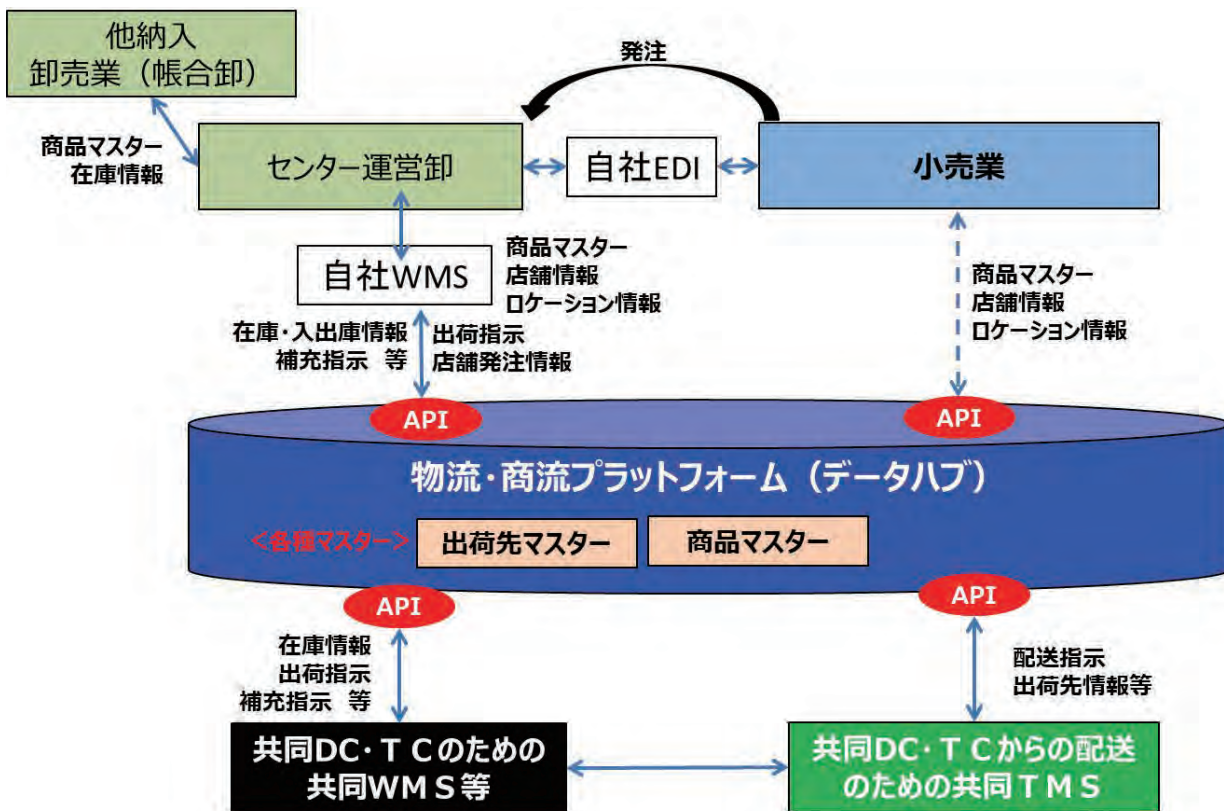 他納入
卸売業（帳合卸）
発注
商品マスター
在庫情報
センター運営卸
自社EDI
小売業
自社WMS
商品マスター
店舗情報
ロケーション情報
商品マスター
店舗情報
ロケーション情報
在庫・入出庫情報
補充指示 等
出荷指示
店舗発注情報
API
API
物流・商流プラットフォーム（データハブ）
＜各種マスター＞
出荷先マスター
商品マスター
API
API
在庫情報
出荷指示
補充指示 等
配送指示
出荷先情報等
共同DC・ＴＣのための
共同WMＳ等
共同DC・ＴＣからの配送
のための共同ＴＭＳ